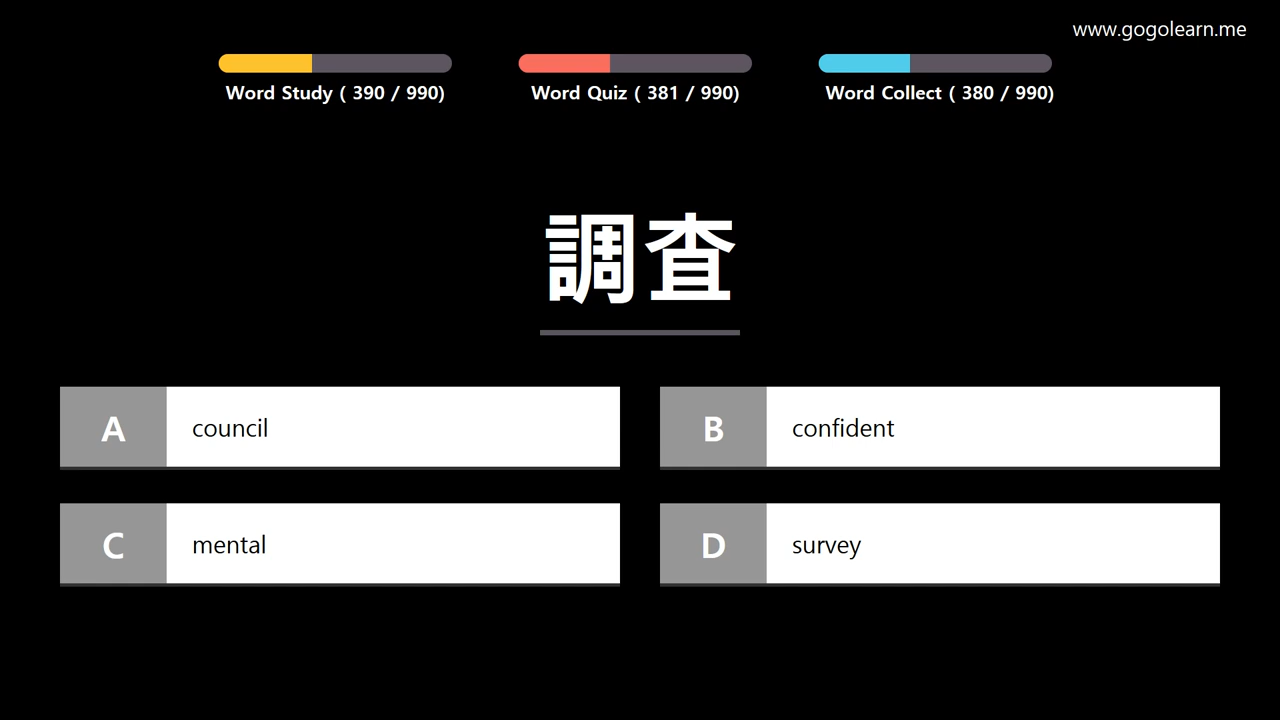 www.gogolearn.me
Word Study ( 390 / 990)
Word Quiz ( 381 / 990)
Word Collect ( 380 / 990)
調査
A council
B confident
C mental
D survey